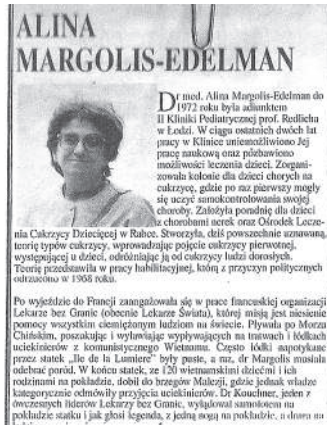 ALINA
MARGOLIS-EDELMAN
Dr med. Alina Margolis-Edelman do
1972 roku była adiunktem
II Kliniki Pediatrycznej prof. Redlicha
w Łodzi. W ciągu ostatnich dwóch lat
pracy w Klinice uniemożliwiono Jej
pracę naukową oraz pozbawiono
możliwości leczenia dzieci. Zorgani-
zowała kolonie dla dzieci chorych na
cukrzycę, gdzie po raz pierwszy mogły
się uczyć samokontrolowania swojej
choroby. Założyła poradnię dla dzieci
z chorobami nerek oraz Ośrodek Lecze-
nia Cukrzycy Dziecięcej w Rabce. Stworzyła, dziś powszechnie uznawaną,
teorię typów cukrzycy, wprowadzając pojęcie cukrzycy pierwotnej,
występującej u dzieci, odróżniając ją od cukrzycy ludzi dorosłych.
Teorię przedstawiła w pracy habilitacyjnej, którą z przyczyn politycznych
odrzucono w 1968 roku.
Po wyjeździe do Francji zaangażowała się w prace francuskiej organizacji
Lekarze bez Granic (obecnie Lekarze Świata), której misją jest niesienie
pomocy wszystkim ciemiężonym ludziom na świecie. Pływała po Morzu
Chińskim, poszukując i wyławiając wypływających na tratwach i łódkach
uciekinierów z komunistycznego Wietnamu. Często łódki napotykane
przez statek „Ile de la Lumiere” były puste, a raz, dr Margolis musiała
odebrać poród. W końcu statek, ze 120 wietnamskimi dziećmi i ich
rodzinami na pokładzie, dobił do brzegów Malezji, gdzie jednak władze
kategorycznie odmówiły przyjęcia uciekinierów. Dr Kouchner, jeden z
ówczesnych liderów Lekarzy bez Granic, wylądował samolotem na
pokładzie statku i jak głosi legenda, z jedną nogą na pokładzie, a drugą na